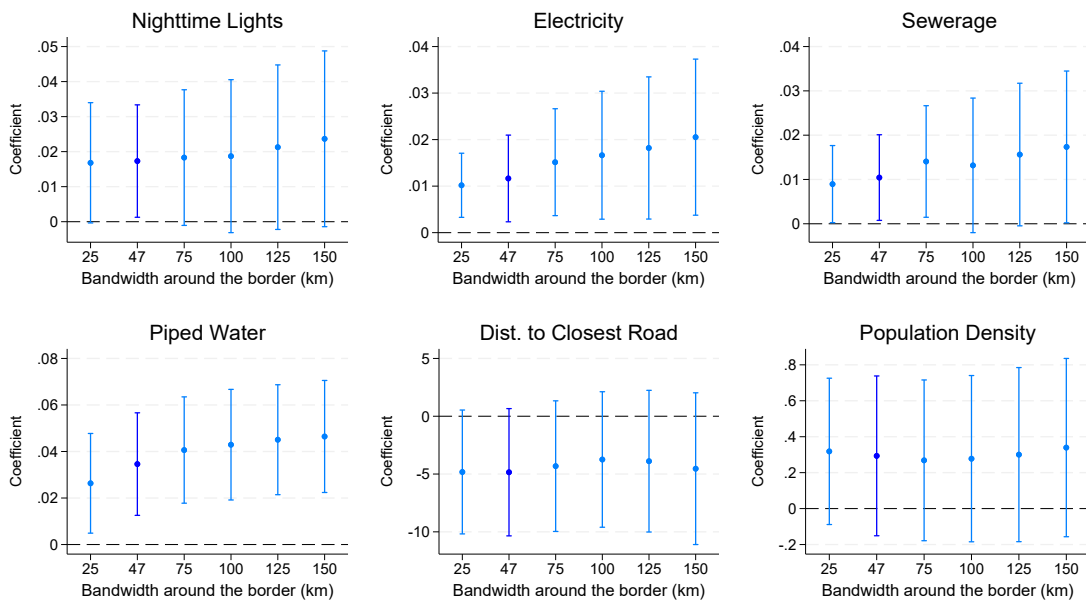 Nighttime Lights
Coefficient
.05
.04
.03
.02
.01
0
25 47 75 100 125 150
Bandwidth around the border (km)
Electricity
Coefficient
.04
.03
.02
.01
0
25 47 75 100 125 150
Bandwidth around the border (km)
Sewerage
Coefficient
.04
.03
.02
.01
0
25 47 75 100 125 150
Bandwidth around the border (km)
Piped Water
Coefficient
.08
.06
.04
.02
0
25 47 75 100 125 150
Bandwidth around the border (km)
Dist. to Closest Road
Coefficient
5
0
-5
-10
25 47 75 100 125 150
Bandwidth around the border (km)
Population Density
Coefficient
.8
.6
.4
.2
0
-.2
25 47 75 100 125 150
Bandwidth around the border (km)